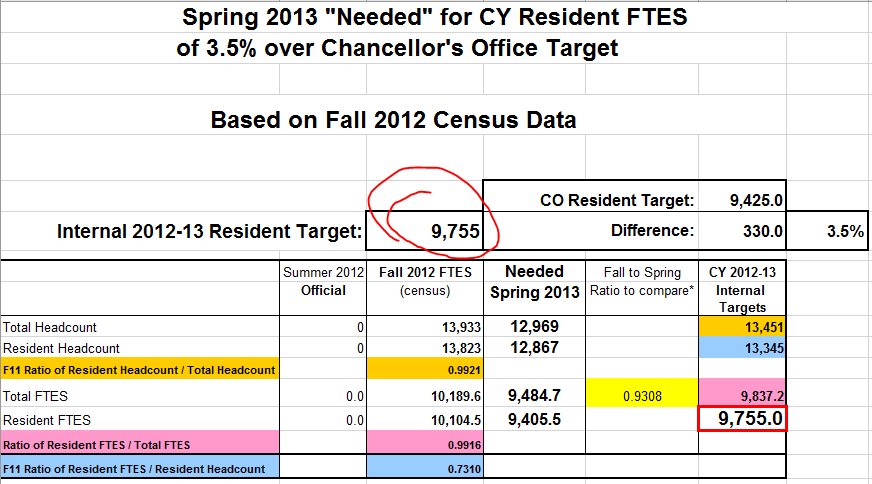 Spring 2013 "Needed" for CY Resident FTES
of 3.5% over Chancellor's Office Target
Based on Fall 2012 Census Data
CO Resident Target: 9,425.0
Internal 2012-13 Resident Target: 9,755 Difference: 330.0 3.5%
Summer 2012 Fall 2012 FTES Needed Fall to Spring CY 2012-13
Official (census) Spring 2013 Ratio to compare* Internal
Targets
Total Headcount 0 13,933 12,969 13,451
Resident Headcount 0 13,823 12,867 13,345
F11 Ratio of Resident Headcount / Total Headcount 0.9921
Total FTES 0.0 10,189.6 9,484.7 0.9308 9,837.2
Resident FTES 0.0 10,104.5 9,405.5 9,755.0
Ratio of Resident FTES / Total FTES 0.9916
F11 Ratio of Resident FTES / Resident Headcount 0.7310